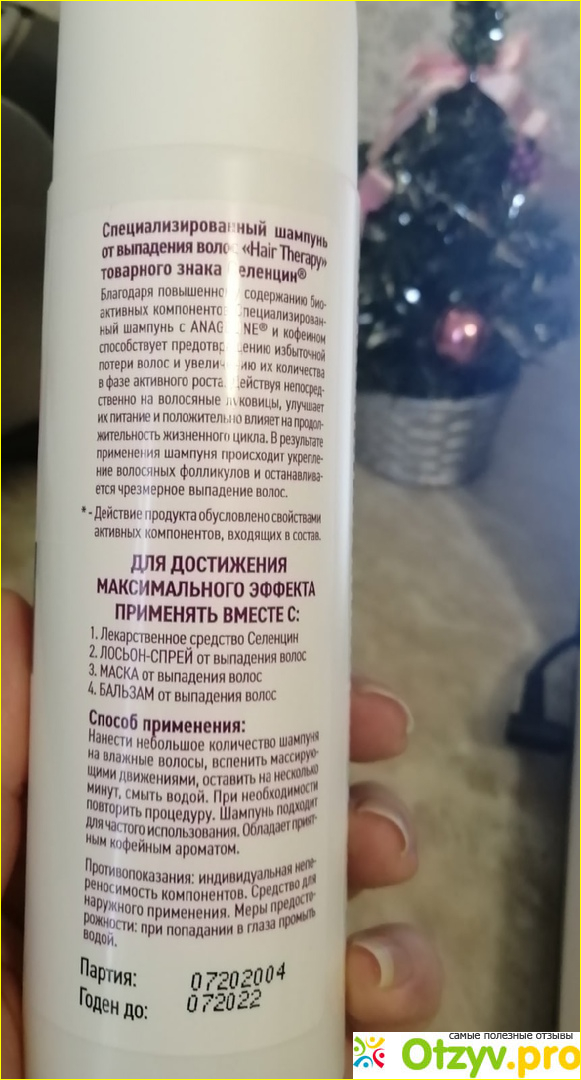 Специализированный шампунь
от выпадения волос «Hair Therapy»
товарного знака Селенцин®
Благодаря повышенному содержанию био-
активных компонентов Специализирован-
ный шампунь с ANAGELINE® и кофеином
способствует предотвращению избыточной
потери волос и увеличению их количества
в фазе активного роста. Действуя непосред-
ственно на волосяные луковицы, улучшает
их питание и положительно влияет на продол-
жительность жизненного цикла. В результате
применения шампуня происходит укрепле-
ние волосяных фолликулов и останавлива-
ется чрезмерное выпадение волос.
* - Действие продукта обусловлено свойствами
активных компонентов, входящих в состав.
ДЛЯ ДОСТИЖЕНИЯ
МАКСИМАЛЬНОГО ЭФФЕКТА
ПРИМЕНЯТЬ ВМЕСТЕ С:
1. Лекарственное средство Селенцин
2. ЛОСЬОН-СПРЕЙ от выпадения волос
3. МАСКА от выпадения волос
4. БАЛЬЗАМ от выпадения волос
Способ применения:
Нанести небольшое количество шампуня
на влажные волосы, вспенить массирую-
щими движениями, оставить на несколько
минут, смыть водой. При необходимости
повторить процедуру. Шампунь подходит
для частого использования. Обладает прият-
ным кофейным ароматом.
Противопоказания: индивидуальная непе-
реносимость компонентов. Средство для
наружного применения. Меры предосто-
рожности: при попадании в глаза промыть
водой.
Партия: 07202004
Годен до: 072022
самые полезные отзывы
Otzyv.pro